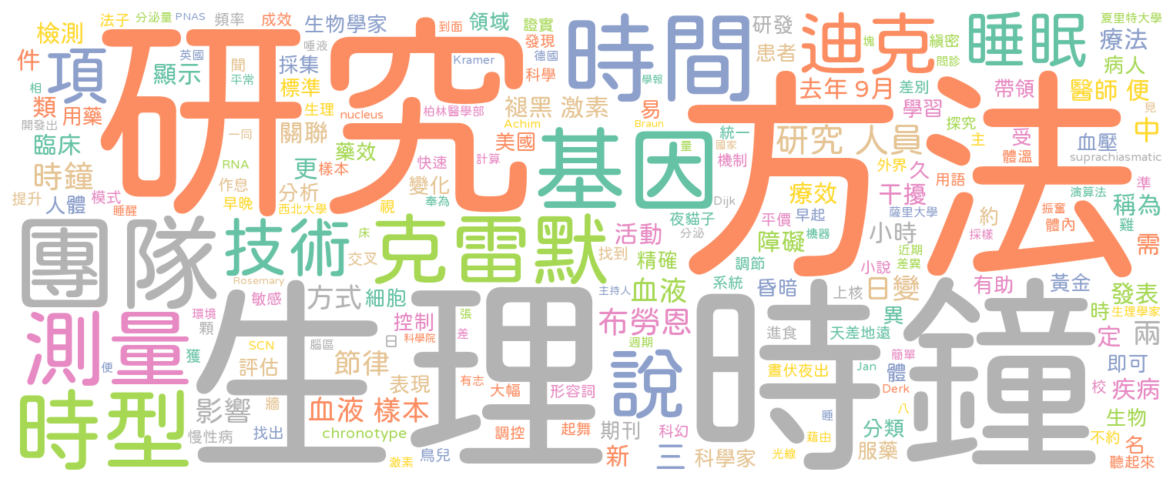 研究
方法
生理時鐘
時間
迪克
睡眠
基因
團隊
技術
克雷默
測量
時型
說
項
法子
分泌量
PNAS
頻率
成效
生物學家
到面
領域
證實
研發
夏里特大學
檢測
英國
唾液
發現
德國
塊
縝密
療法
件
顯示
採集
聞
Kramer
科學
患者
學報
問診
病人
相
平常
標準
生理
柏林醫學部
褪黑 激素
易
去年 9月
差別
帶領
醫師 便
類
用藥
nucleus
學習
見
開發出
一同
關聯
Achim
美國
Braun
統一
研究 人員
探究
主
受
血壓
中
臨床
RNA
樣本
藥效
更
快速
量
國家
機制
外界
久
體溫
suprachiasmatic
時鐘
作息
計算
用語
演算法
準
提升
模式
早晚
分析
變化
奉為
Dijk
療效
干擾
人體
睡醒
西北大學
視
夜貓子
平價
早起
薩里大學
約
振奮
稱為
分泌
障礙
機器
小時
採樣
體內
雞
需
床
交叉
活動
找到
精確
調節
近期
差異
Rosemary
敏感
方式
細胞
主持人
血液
系統
昏暗
小說
上核
日變
有助
黃金
發表
環境
顆
張
差
控制
科學院
布勞恩
週期
進食
天差地遠
異
時
生理學家
定
兩
獲
SCN
腦區
日
評估
節律
表現
有志
大幅
形容詞
晝伏夜出
Jan
體
簡單
Derk
即可
校
疾病
便
影響
牆
血液 樣本
慢性病
找出
chronotype
調控
起舞
期刊
科幻
睡
八
分類
生物
不約
名
激素
鳥兒
新
三
科學家
光線
藉由
服藥
聽起來